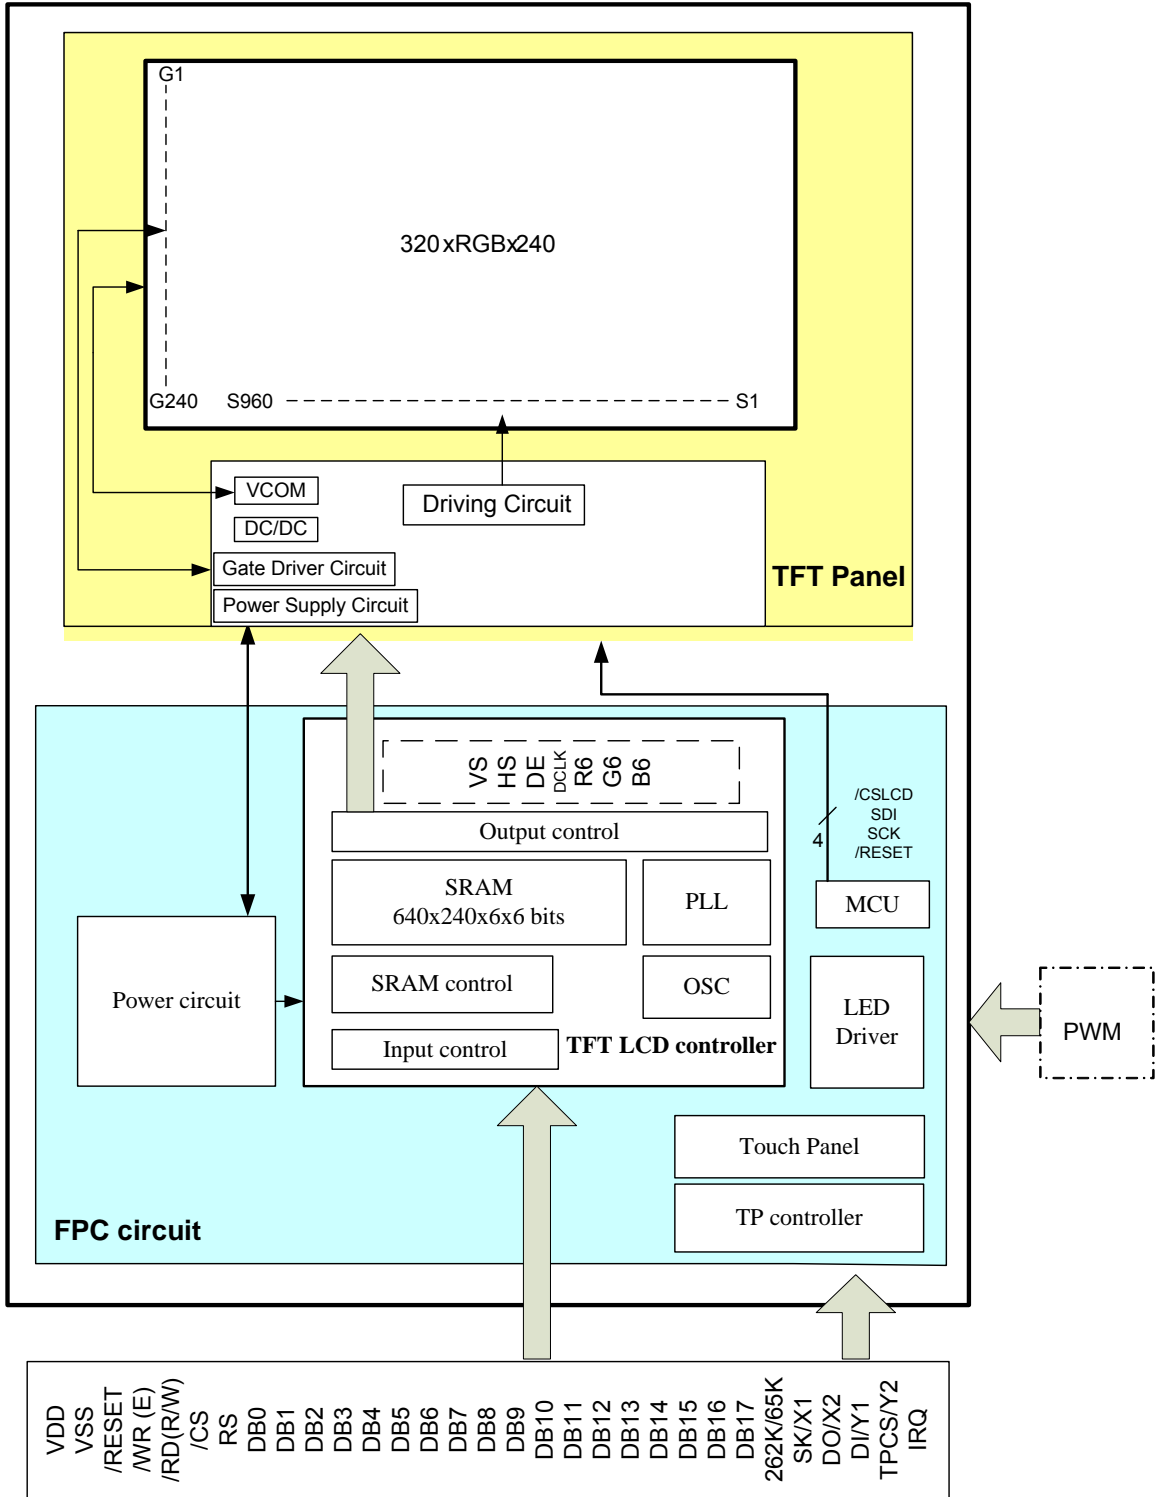 G1
320xRGBx240
G240 S960 S1
VCOM
Driving Circuit
DC/DC
Gate Driver Circuit
TFT Panel
Power Supply Circuit
VS
HS
DE
DCLK
R6
G6
B6
/CSLCD
SDI
SCK
/RESET
4
Output control
SRAM
640x240x6x6 bits
PLL
MCU
SRAM control
OSC
Power circuit
LED
Driver
PWM
Input control
TFT LCD controller
Touch Panel
TP controller
FPC circuit
VDD
VSS
/RESET
/WR (E)
/RD(R/W)
/CS
RS
DB0
DB1
DB2
DB3
DB4
DB5
DB6
DB7
DB8
DB9
DB10
DB11
DB12
DB13
DB14
DB15
DB16
DB17
262K/65K
SK/X1
DO/X2
DI/Y1
TPCS/Y2
IRQ